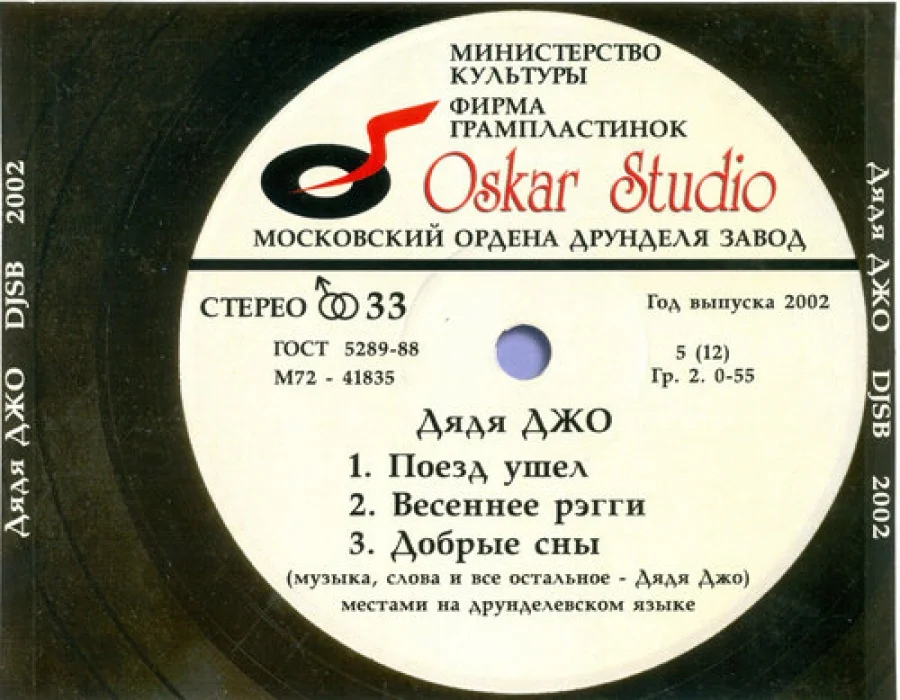 МИНИСТЕРСТВО
КУЛЬТУРЫ
ФИРМА
ГРАМПЛАСТИНОК
Oskar Studio
МОСКОВСКИЙ ОРДЕНА ДРУНДЕЛЯ ЗАВОД
СТЕРЕО 33
Год выпуска 2002
ГОСТ 5289-88
5 (12)
М72 - 41835
Гр. 2. 0-55
Дядя ДЖО
1. Поезд ушел
2. Весеннее рэгги
3. Добрые сны
(музыка, слова и все остальное - Дядя Джо)
местами на друнделевском языке
Дядя ДЖО DJSB 2002
Дядя ДЖО DJSB 2002